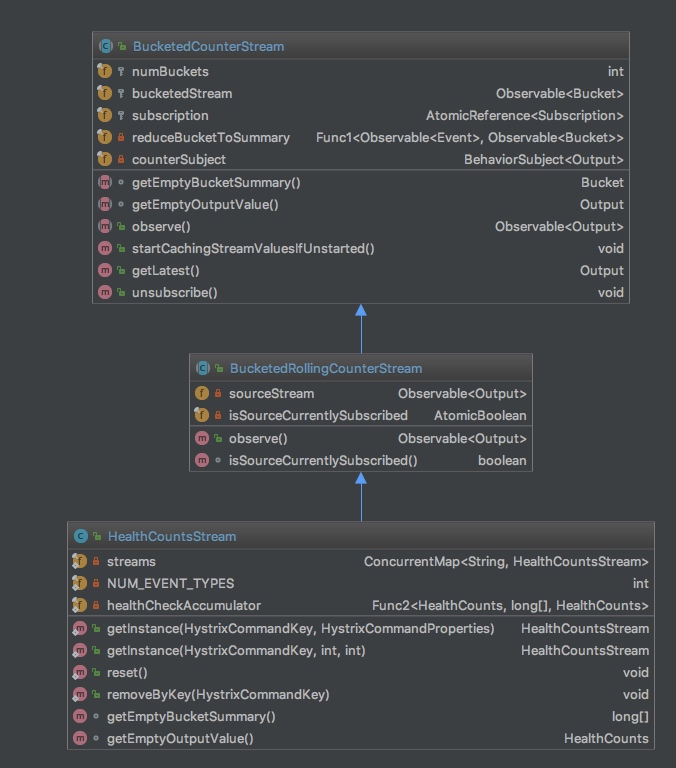 BucketedCounterStream
numBuckets int
bucketedStream Observable<Bucket>
subscription AtomicReference<Subscription>
reduceBucketToSummary Func1<Observable<Event>, Observable<Bucket>>
counterSubject BehaviorSubject<Output>
getEmptyBucketSummary() Bucket
getEmptyOutputValue() Output
observe() Observable<Output>
startCachingStreamValuesIfUnstarted() void
getLatest() Output
unsubscribe() void
BucketedRollingCounterStream
sourceStream Observable<Output>
isSourceCurrentlySubscribed AtomicBoolean
observe() Observable<Output>
isSourceCurrentlySubscribed() boolean
HealthCountsStream
streams ConcurrentMap<String, HealthCountsStream>
NUM_EVENT_TYPES int
healthCheckAccumulator Func2<HealthCounts, long[], HealthCounts>
getInstance(HystrixCommandKey, HystrixCommandProperties) HealthCountsStream
getInstance(HystrixCommandKey, int, int) HealthCountsStream
reset() void
removeByKey(HystrixCommandKey) void
getEmptyBucketSummary() long[]
getEmptyOutputValue() HealthCounts